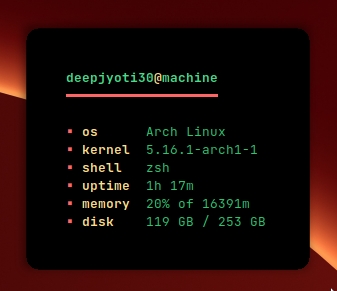 deepjyoti30@machine
os Arch Linux
kernel 5.16.1-arch1-1
shell zsh
uptime 1h 17m
memory 20% of 16391m
disk 119 GB / 253 GB